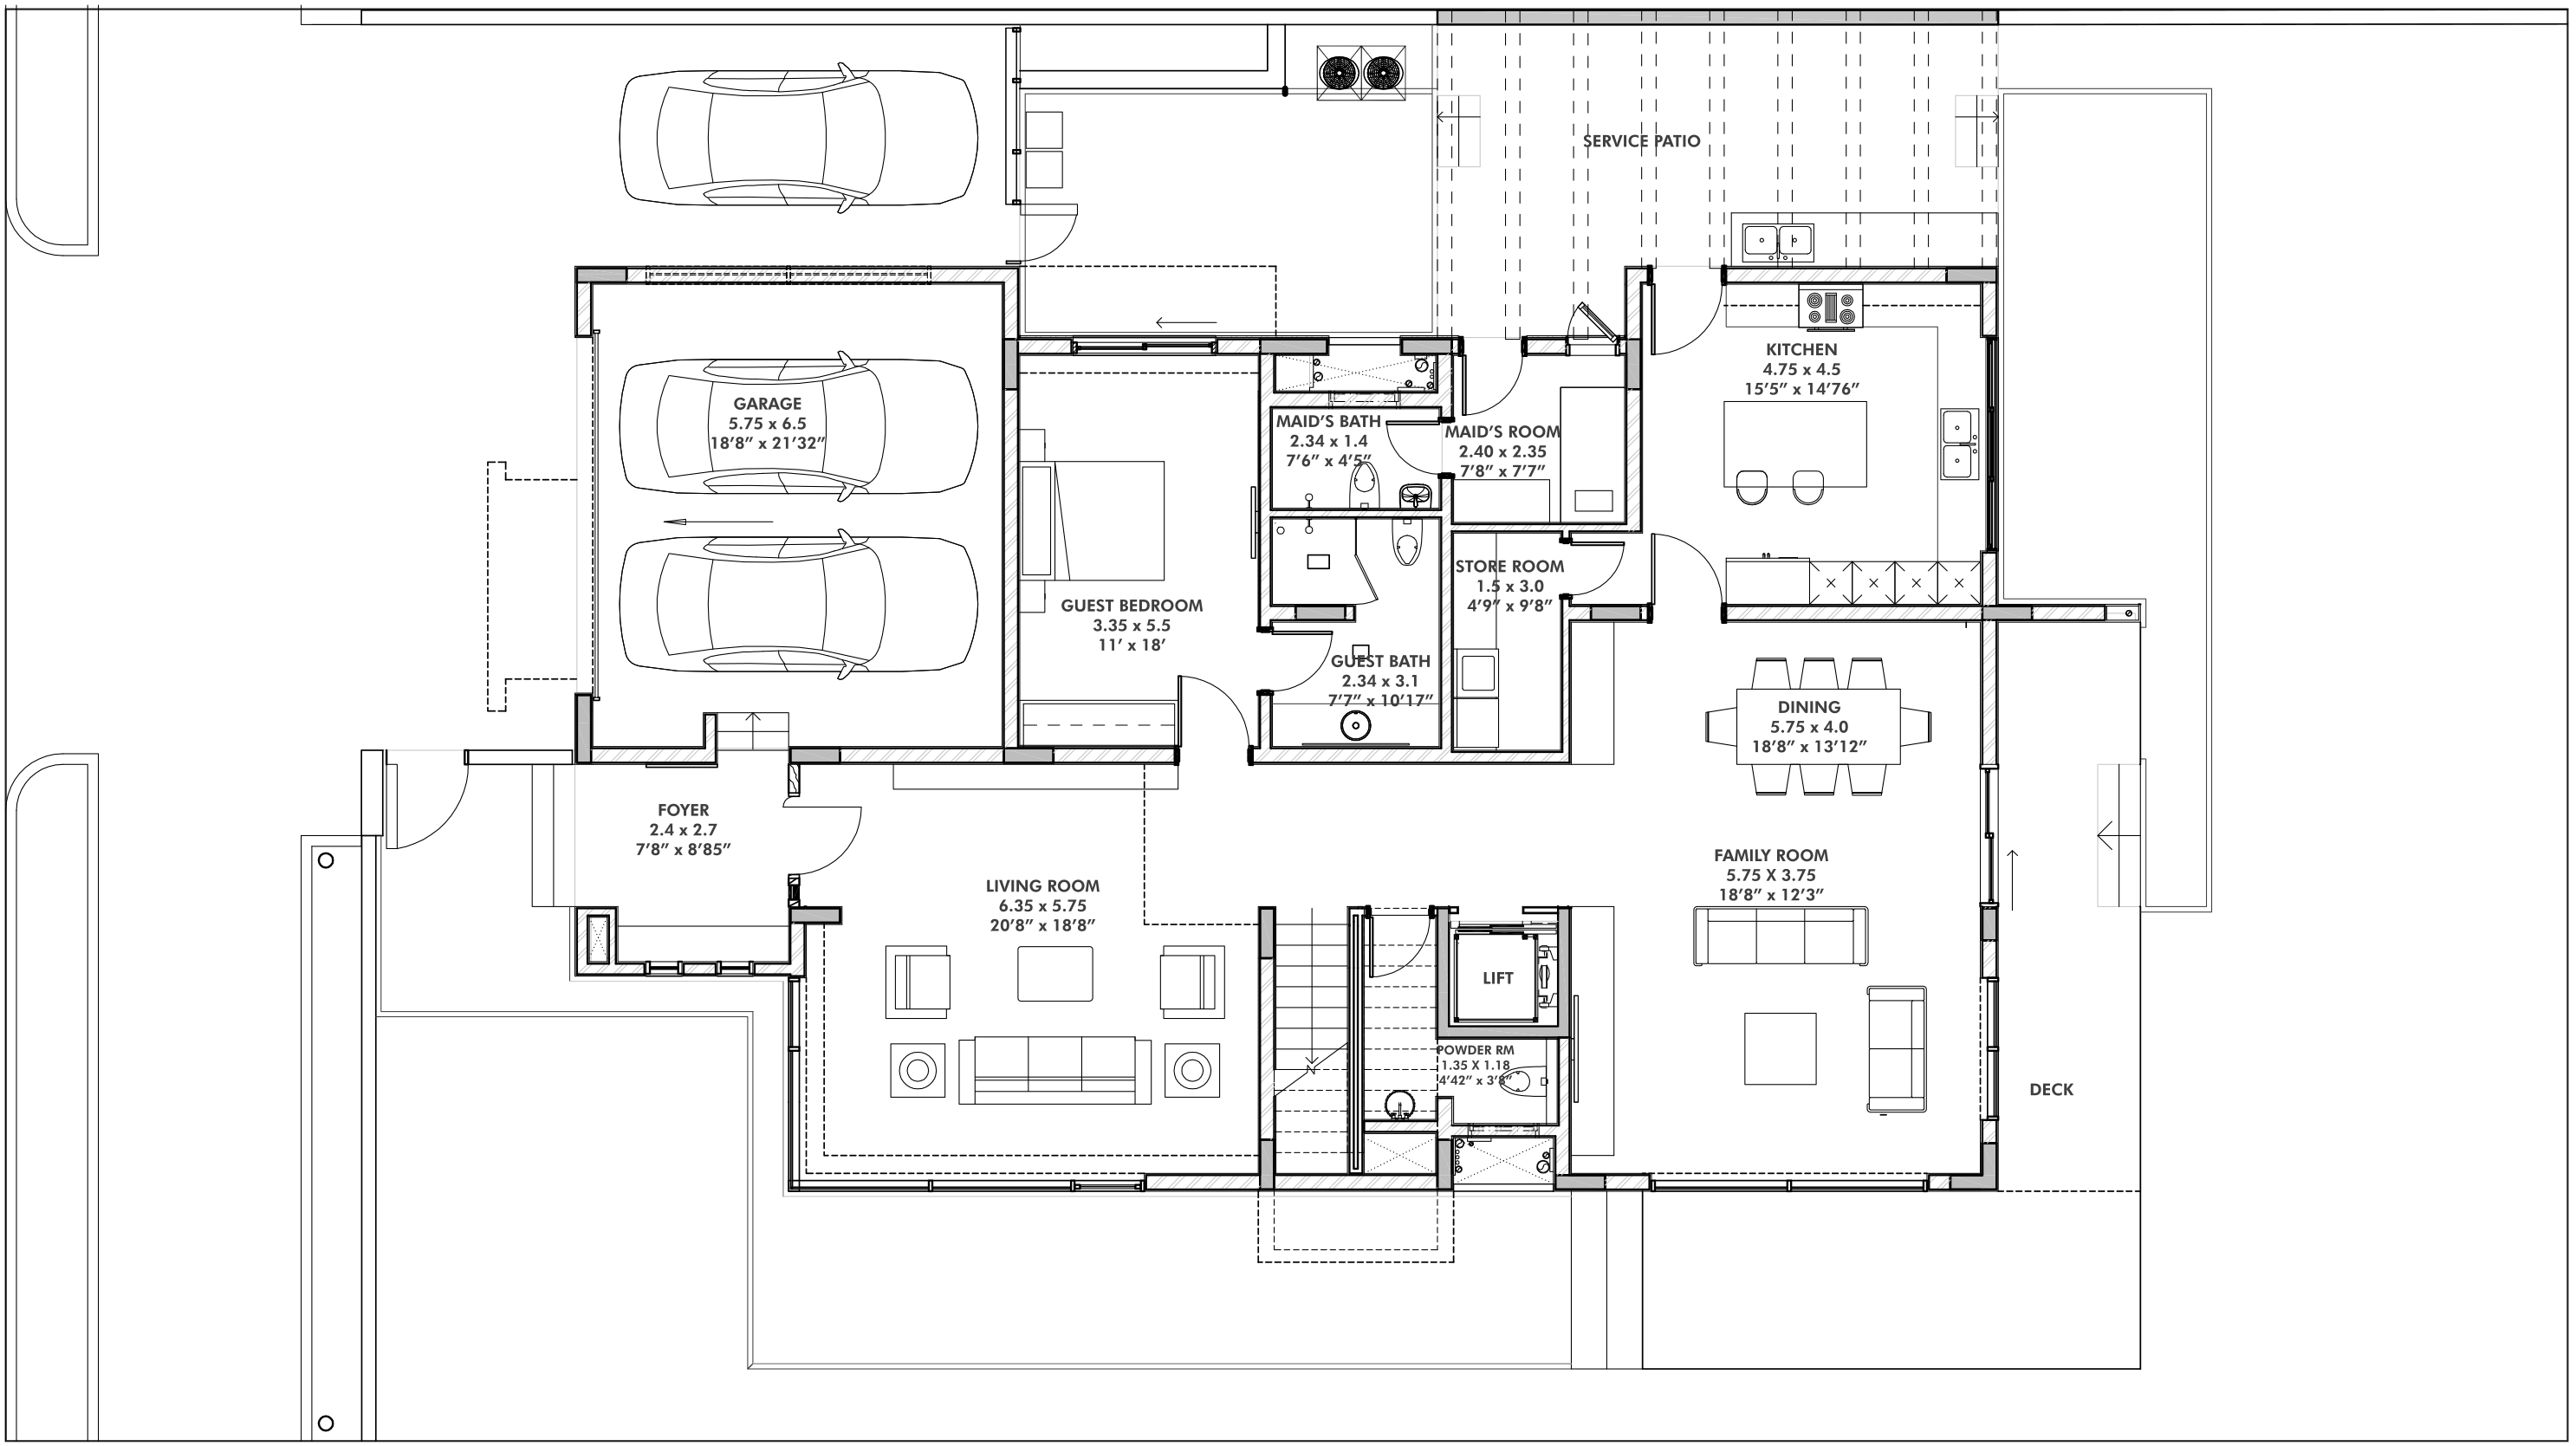 SERVICE PATIO
KITCHEN
4.75 x 4.5
15’5” x 14’76”
GARAGE
5.75 x 6.5
18’8” x 21’32”
MAID’S BATH
2.34 x 1.4
7’6” x 4’5”
MAID’S ROOM
2.40 x 2.35
7’8” x 7’7”
STORE ROOM
1.5 x 3.0
4’9” x 9’8”
GUEST BEDROOM
3.35 x 5.5
11’ x 18’
GUEST BATH
2.34 x 3.1
7’7” x 10’17”
DINING
5.75 x 4.0
18’8” x 13’12”
FOYER
2.4 x 2.7
7’8” x 8’85”
LIVING ROOM
6.35 x 5.75
20’8” x 18’8”
FAMILY ROOM
5.75 X 3.75
18’8” x 12’3”
LIFT
POWDER RM
1.35 X 1.18
4’42” x 3’8”
DECK